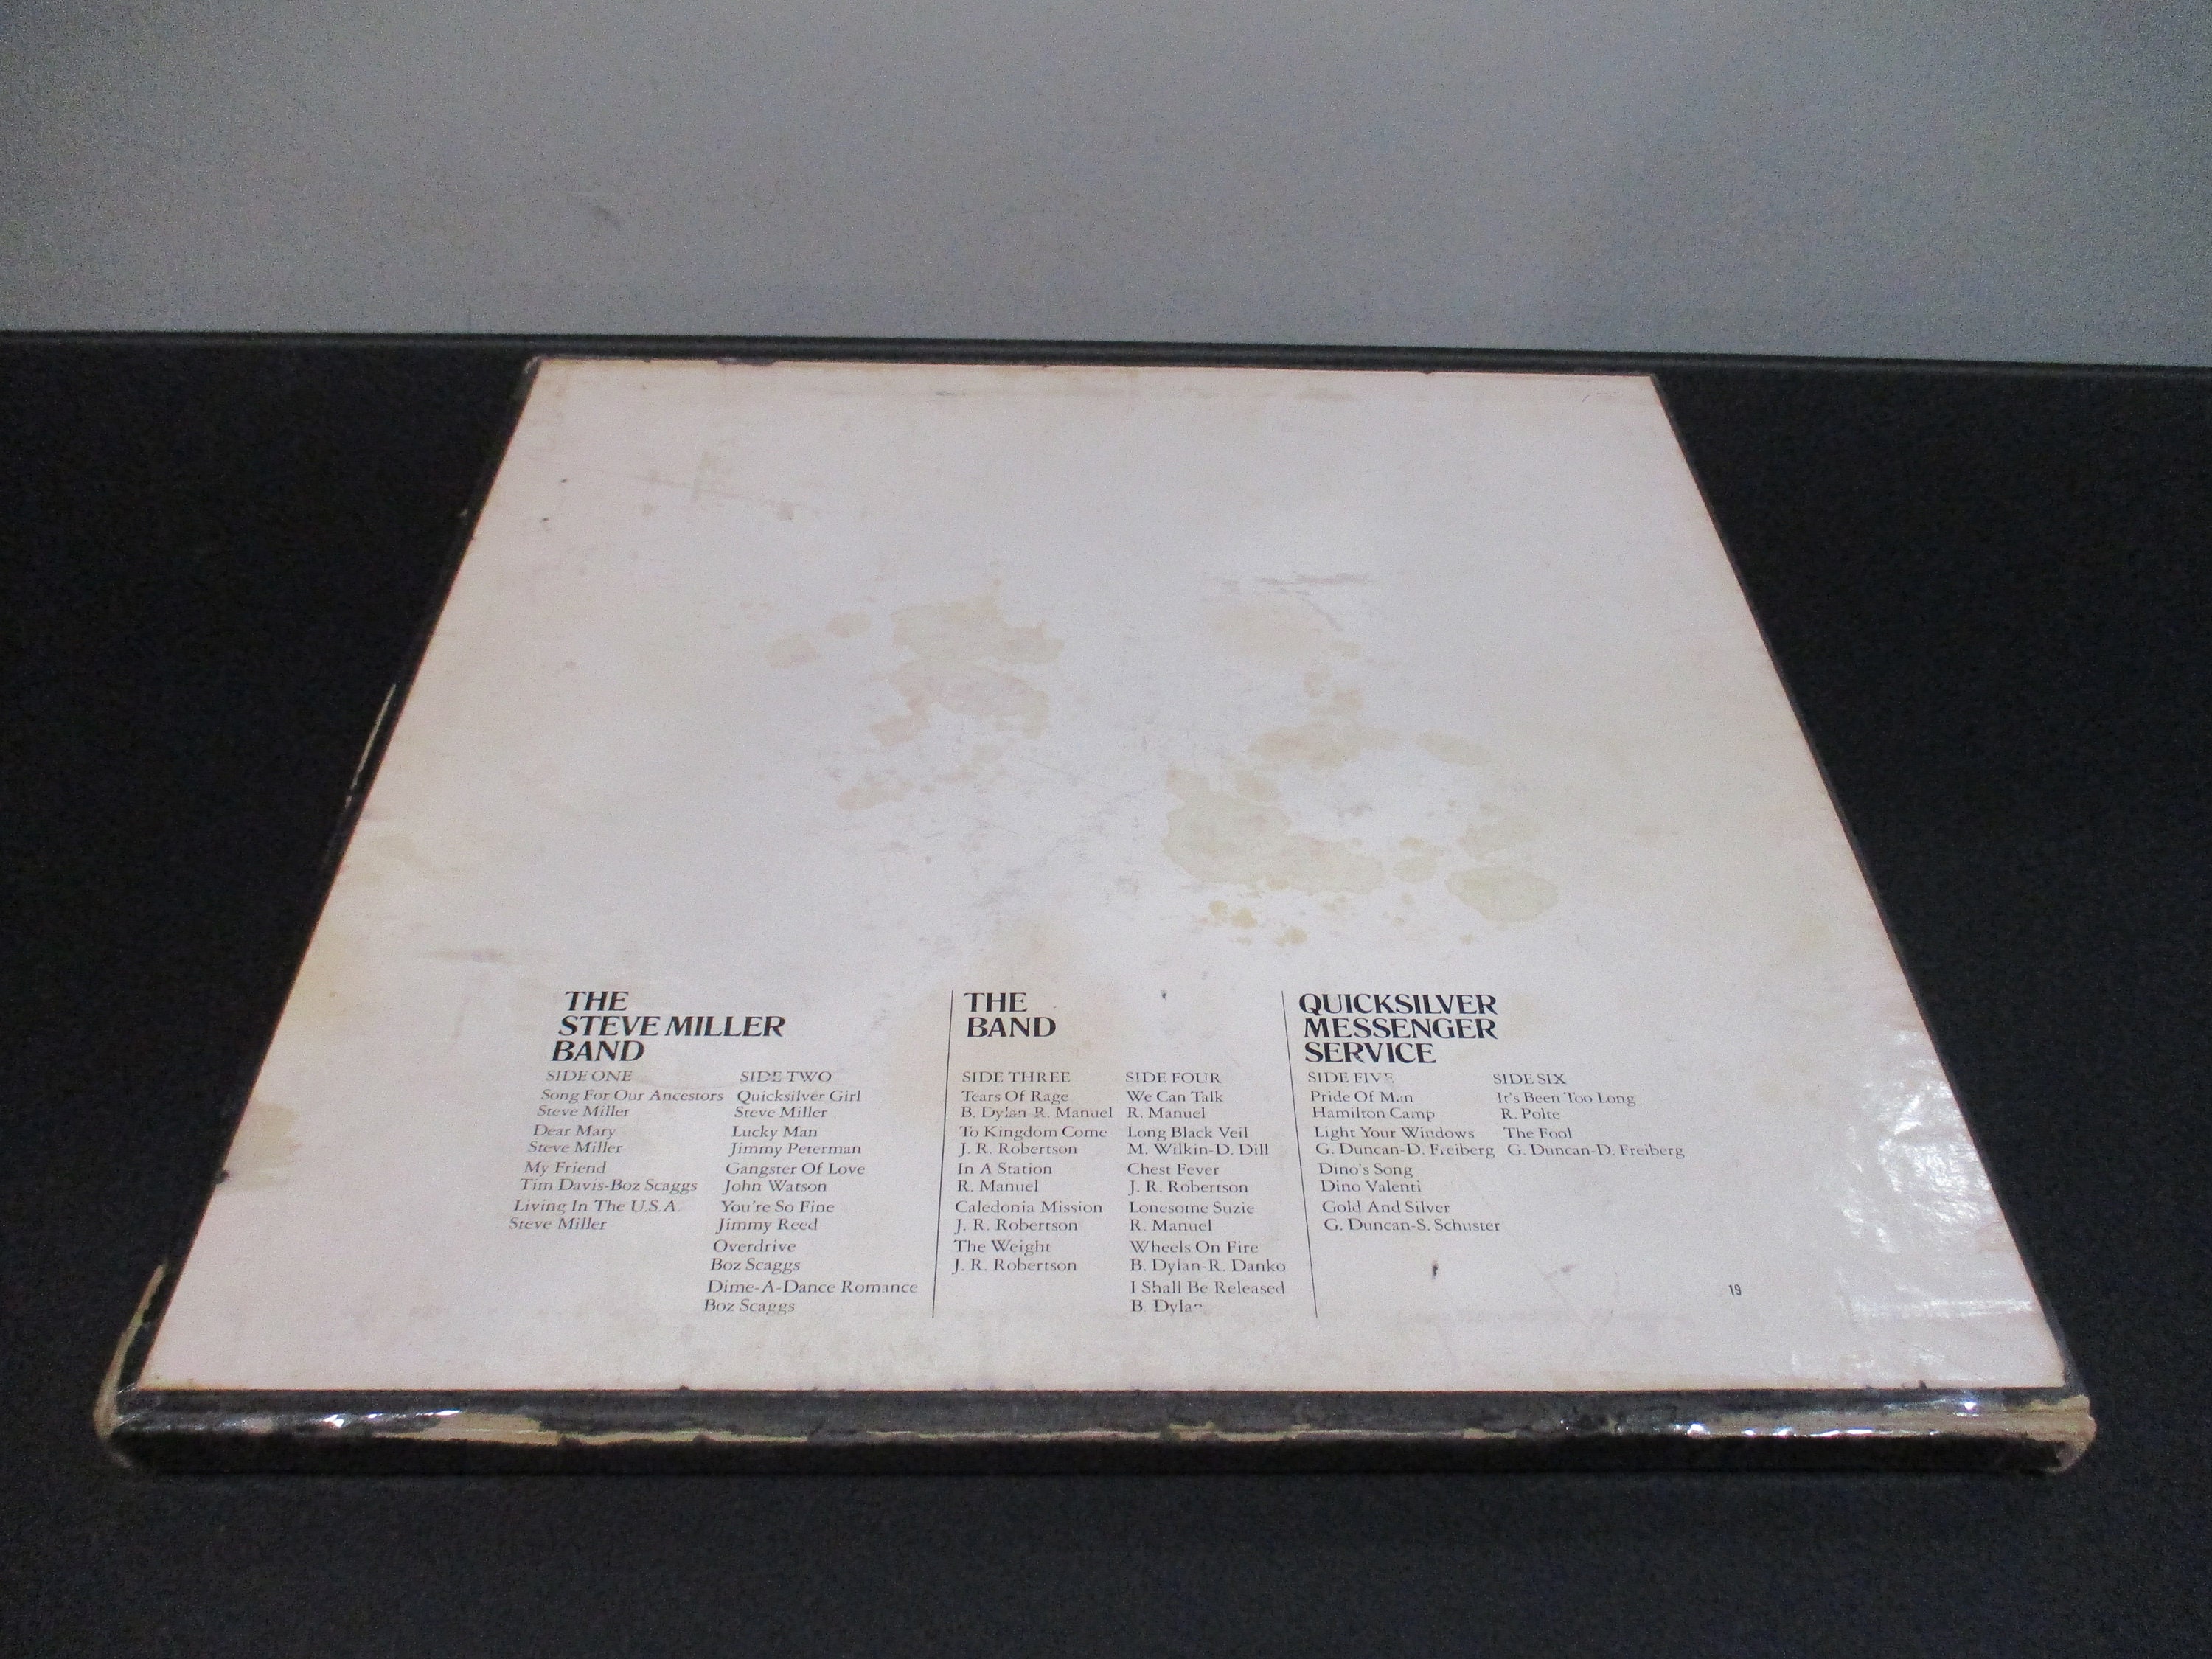 THE
STEVE MILLER
BAND
SIDE ONE
Song For Our Ancestors
Steve Miller
Dear Mary
Steve Miller
My Friend
Tim Davis-Boz Scaggs
Living In The U.S.A.
Steve Miller
SIDE TWO
Quicksilver Girl
Steve Miller
Lucky Man
Jimmy Peterman
Gangster Of Love
John Watson
You're So Fine
Jimmy Reed
Overdrive
Boz Scaggs
Dime-A-Dance Romance
Boz Scaggs
THE
BAND
SIDE THREE
Tears Of Rage
B. Dylan-R. Manuel
To Kingdom Come
J. R. Robertson
In A Station
R. Manuel
Caledonia Mission
J. R. Robertson
The Weight
J. R. Robertson
SIDE FOUR
We Can Talk
R. Manuel
Long Black Veil
M. Wilkin-D. Dill
Chest Fever
J. R. Robertson
Lonesome Suzie
R. Manuel
Wheels On Fire
B. Dylan-R. Danko
I Shall Be Released
B. Dylan
QUICKSILVER
MESSENGER
SERVICE
SIDE FIVE
Pride Of Man
Hamilton Camp
Light Your Windows
G. Duncan-D. Freiberg
Dino's Song
Dino Valenti
Gold And Silver
G. Duncan-S. Schuster
SIDE SIX
It's Been Too Long
R. Polte
The Fool
G. Duncan-D. Freiberg
19